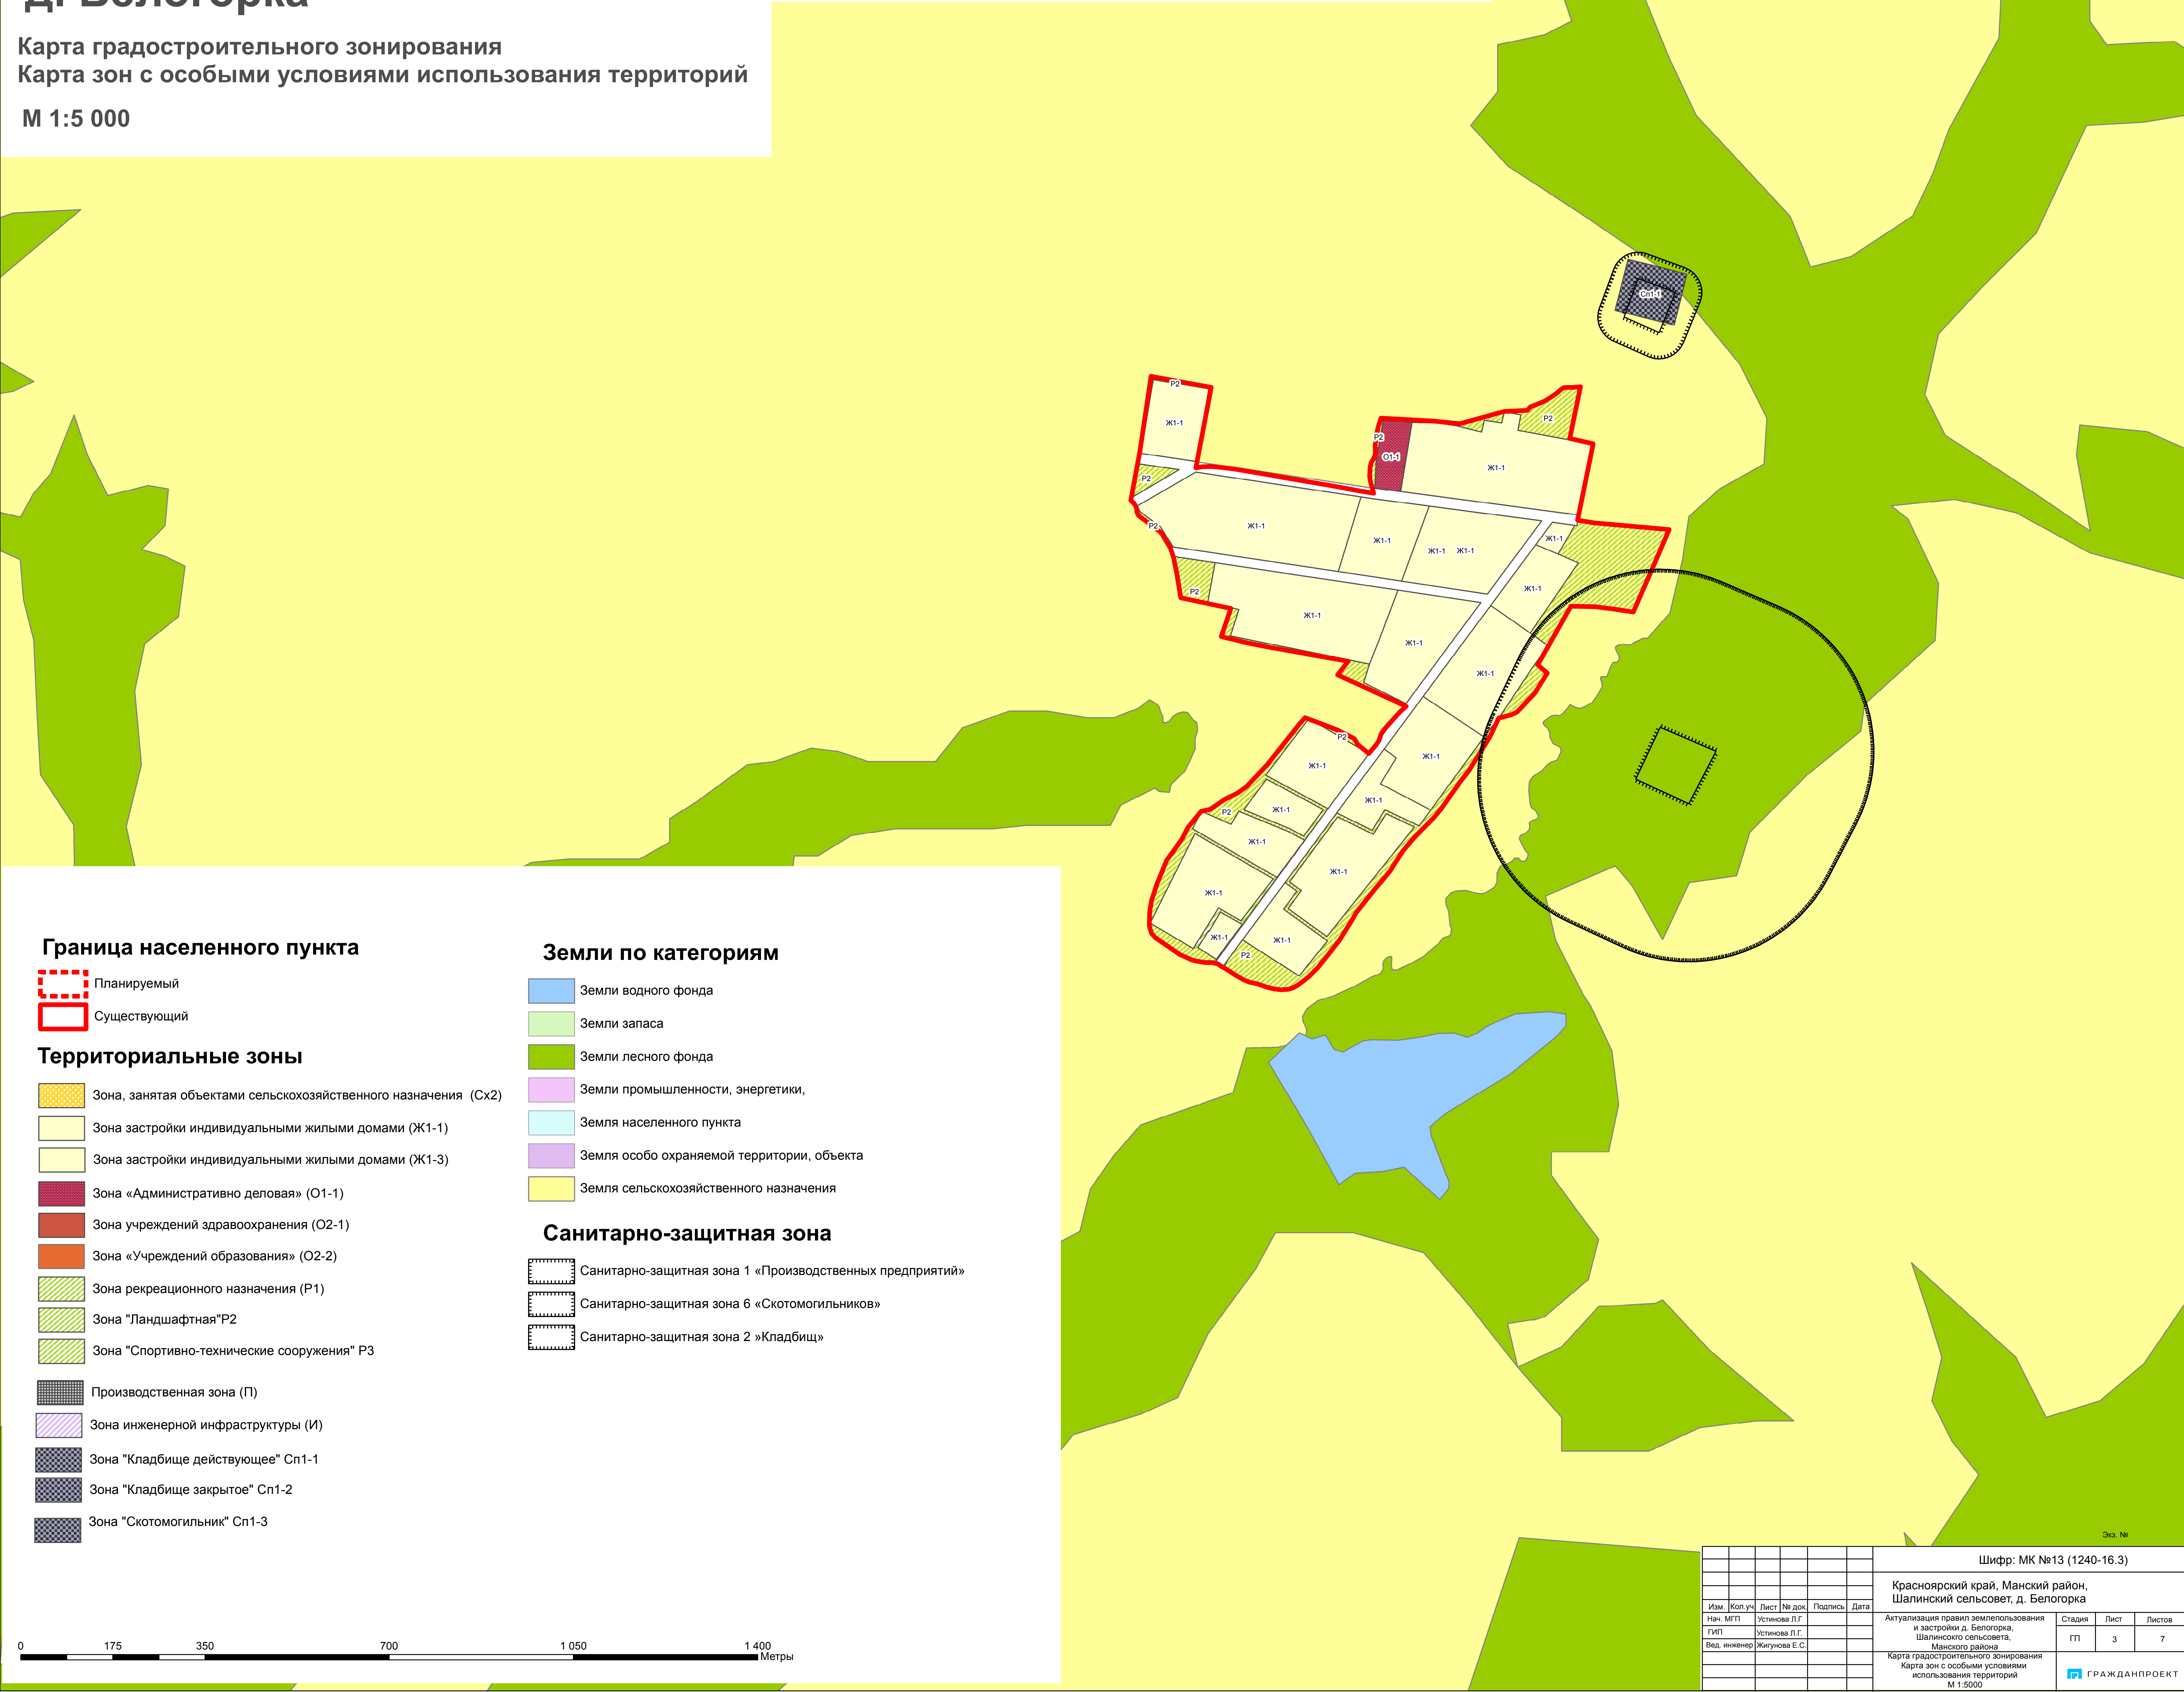 д. Белогорка
Карта градостроительного зонирования
Карта зон с особыми условиями использования территорий
М 1:5 000
Сп1-1
Р2
Ж1-1
Р2
Р2
О1-1
Ж1-1
Р2
Р2
Ж1-1
Ж1-1
Ж1-1
Ж1-1
Ж1-1
Ж1-1
Р2
Ж1-1
Ж1-1
Ж1-1
Р2
Ж1-1
Ж1-1
Ж1-1
Ж1-1
Р2
Ж1-1
Ж1-1
Ж1-1
Ж1-1
Ж1-1
Р2
Граница населенного пункта
Планируемый
Существующий
Территориальные зоны
Зона, занятая объектами сельскохозяйственного назначения (Сх2)
Зона застройки индивидуальными жилыми домами (Ж1-1)
Зона застройки индивидуальными жилыми домами (Ж1-3)
Зона «Административно деловая» (О1-1)
Зона учреждений здравоохранения (О2-1)
Зона «Учреждений образования» (О2-2)
Зона рекреационного назначения (Р1)
Зона "Ландшафтная"Р2
Зона "Спортивно-технические сооружения" Р3
Производственная зона (П)
Зона инженерной инфраструктуры (И)
Зона "Кладбище действующее" Сп1-1
Зона "Кладбище закрытое" Сп1-2
Зона "Скотомогильник" Сп1-3
Земли по категориям
Земли водного фонда
Земли запаса
Земли лесного фонда
Земли промышленности, энергетики,
Земля населенного пункта
Земля особо охраняемой территории, объекта
Земля сельскохозяйственного назначения
Санитарно-защитная зона
Санитарно-защитная зона 1 «Производственных предприятий»
Санитарно-защитная зона 6 «Скотомогильников»
Санитарно-защитная зона 2 »Кладбищ»
0 175 350 700 1 050 1 400
Метры
Экз. №
Шифр: МК №13 (1240-16.3)
Красноярский край, Манский район,
Шалинский сельсовет, д. Белогорка
Изм. Кол.уч Лист № док. Подпись Дата
Нач. МГП Устинова Л.Г
ГИП Устинова Л.Г.
Вед. инженер Жигунова Е.С.
Актуализация правил землепользования
и застройки д. Белогорка,
Шалинсокго сельсовета,
Манского района
Стадия Лист Листов
ГП 3 7
Карта градостроительного зонирования
Карта зон с особыми условиями
использования территорий
М 1:5000
ГРАЖДАНПРОЕКТ